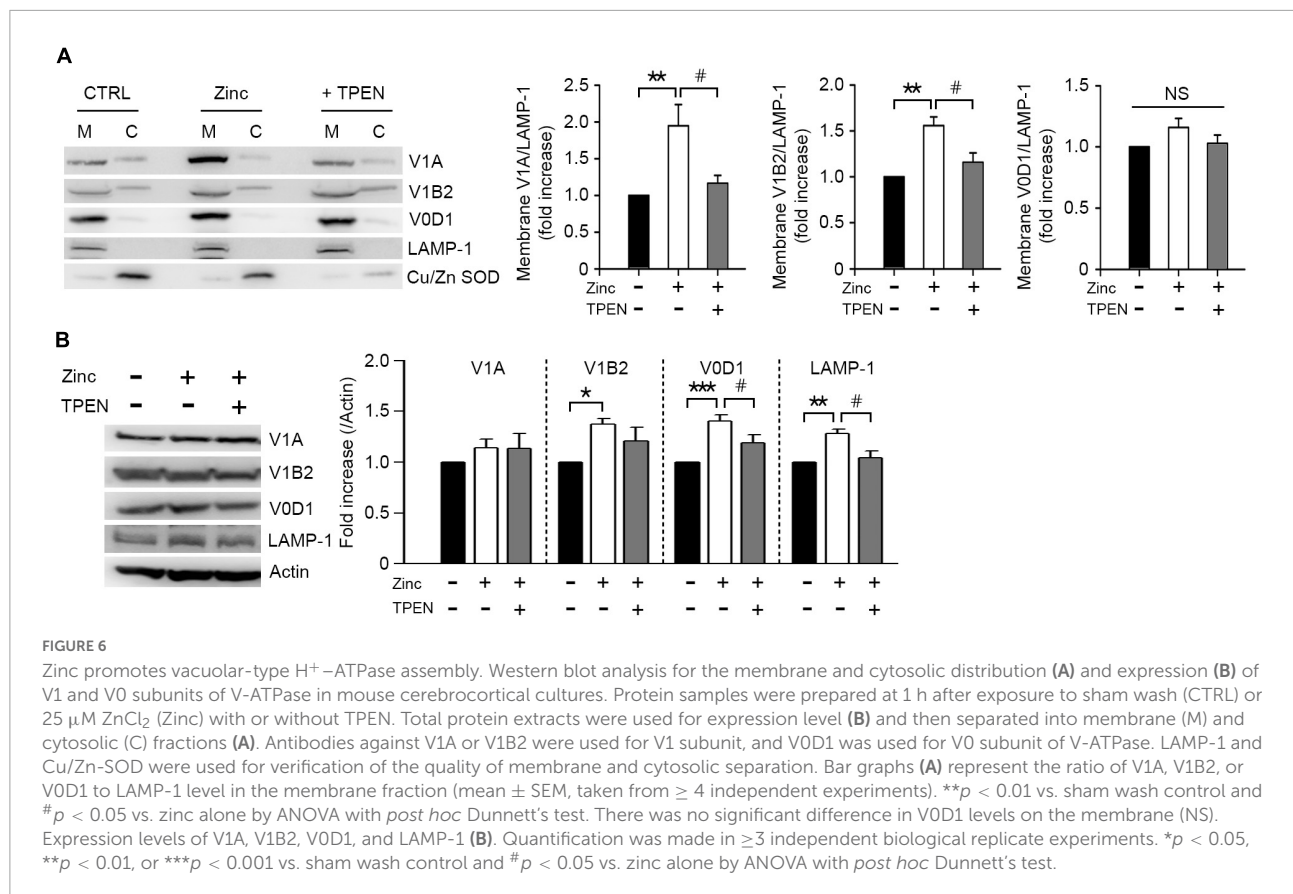 A
CTRL Zinc + TPEN
M C M C M C
V1A
V1B2
V0D1
LAMP-1
Cu/Zn SOD
Membrane V1A/LAMP-1
(fold increase)
2.5
2.0
1.5
1.0
0.5
0
** #
Zinc - + +
TPEN - - +
Membrane V1B2/LAMP-1
(fold increase)
2.0
1.5
1.0
0.5
0
** #
Zinc - + +
TPEN - - +
Membrane V0D1/LAMP-1
(fold increase)
1.5
1.0
0.5
0
NS
Zinc - + +
TPEN - - +
B
Zinc - + +
TPEN - - +
V1A
V1B2
V0D1
LAMP-1
Actin
Fold increase (/Actin)
2.0
1.5
1.0
0.5
0
V1A V1B2 V0D1 LAMP-1
* *** # ** #
Zinc - + + - + + - + + - + +
TPEN - - + - - + - - + - - +
FIGURE 6
Zinc promotes vacuolar-type H⁺–ATPase assembly. Western blot analysis for the membrane and cytosolic distribution (A) and expression (B) of
V1 and V0 subunits of V-ATPase in mouse cerebrocortical cultures. Protein samples were prepared at 1 h after exposure to sham wash (CTRL) or
25 μM ZnCl₂ (Zinc) with or without TPEN. Total protein extracts were used for expression level (B) and then separated into membrane (M) and
cytosolic (C) fractions (A). Antibodies against V1A or V1B2 were used for V1 subunit, and V0D1 was used for V0 subunit of V-ATPase. LAMP-1 and
Cu/Zn-SOD were used for verification of the quality of membrane and cytosolic separation. Bar graphs (A) represent the ratio of V1A, V1B2, or
V0D1 to LAMP-1 level in the membrane fraction (mean ± SEM, taken from ≥ 4 independent experiments). **p < 0.01 vs. sham wash control and
#p < 0.05 vs. zinc alone by ANOVA with post hoc Dunnett's test. There was no significant difference in V0D1 levels on the membrane (NS).
Expression levels of V1A, V1B2, V0D1, and LAMP-1 (B). Quantification was made in ≥3 independent biological replicate experiments. *p < 0.05,
**p < 0.01, or ***p < 0.001 vs. sham wash control and #p < 0.05 vs. zinc alone by ANOVA with post hoc Dunnett's test.